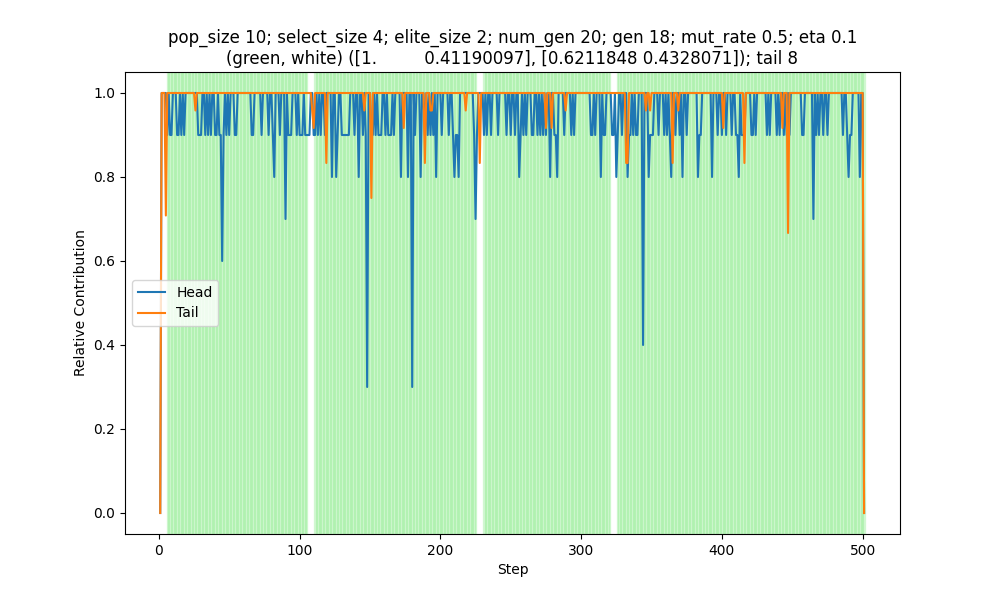 pop_size 10; select_size 4; elite_size 2; num_gen 20; gen 18; mut_rate 0.5; eta 0.1
(green, white) ([1. 0.41190097], [0.6211848 0.4328071]); tail 8
1.0
0.8
0.6
0.4
0.2
0.0
Relative Contribution
Head
Tail
0
100
200
300
400
500
Step